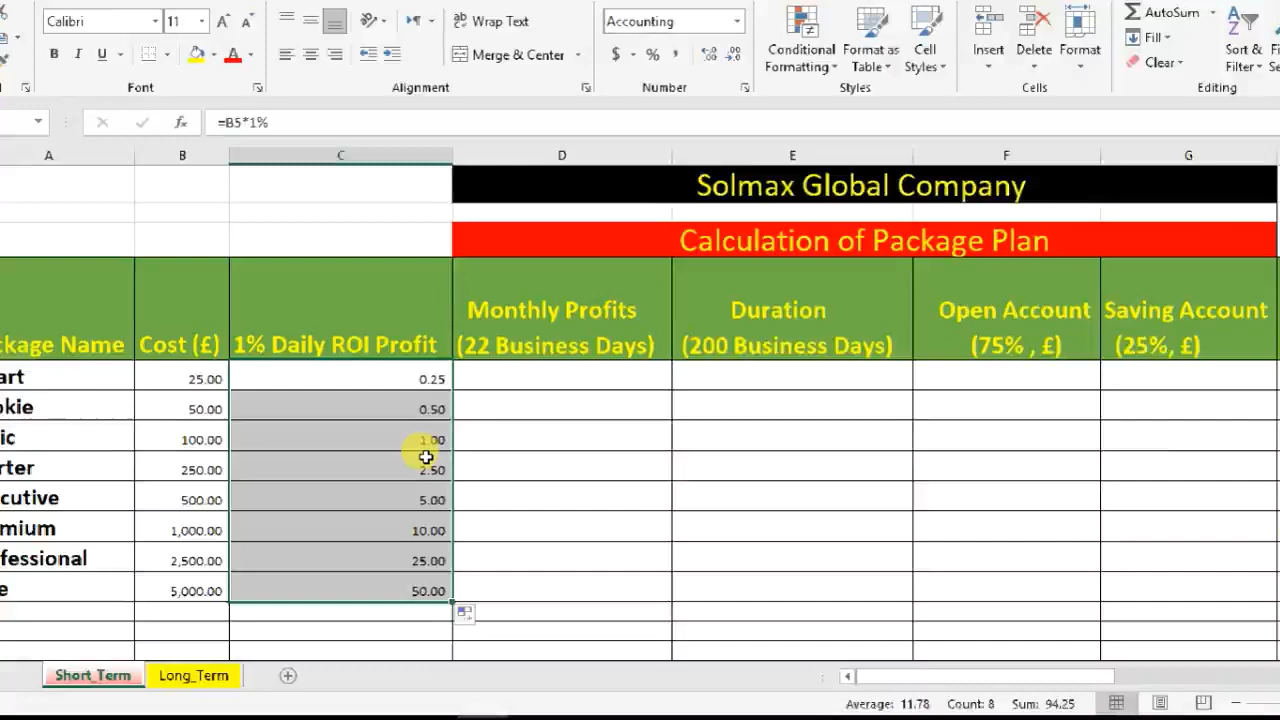 Calibri 11 A A Wrap Text Accounting Conditional Formatting Format as Table Cell Styles Insert Delete Format AutoSum Fill Clear Sort & Filter
B I U A Merge & Center $ % ,
Font Alignment Number Styles Cells Editing
fx =B5*1%
A B C D E F G
Solmax Global Company
Calculation of Package Plan
Monthly Profits Duration Open Account Saving Account
ckage Name Cost (£) 1% Daily ROI Profit (22 Business Days) (200 Business Days) (75% , £) (25%, £)
art 25.00 0.25
okie 50.00 0.50
ic 100.00 1.00
rter 250.00 2.50
cutive 500.00 5.00
mium 1,000.00 10.00
fessional 2,500.00 25.00
e 5,000.00 50.00
Short_Term Long_Term
Average: 11.78 Count: 8 Sum: 94.25